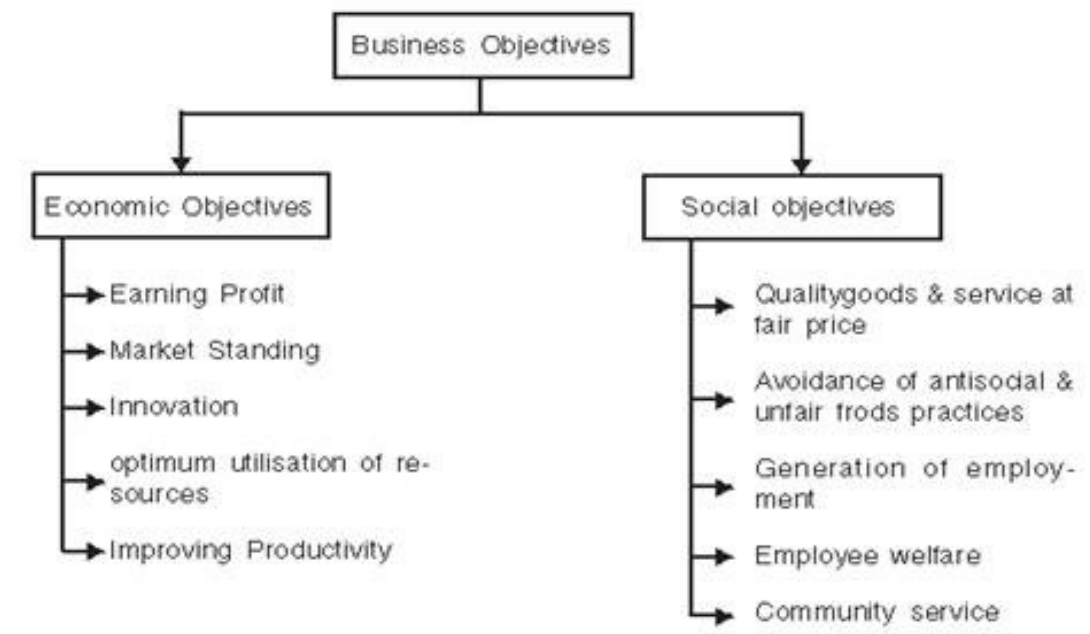 Business Objectives
Economic Objectives
Earning Profit
Market Standing
Innovation
optimum utilisation of re-
sources
Improving Productivity
Social objectives
Qualitygoods & service at
fair price
Avoidance of antisocial &
unfair frods practices
Generation of employ-
ment
Employee welfare
Community service